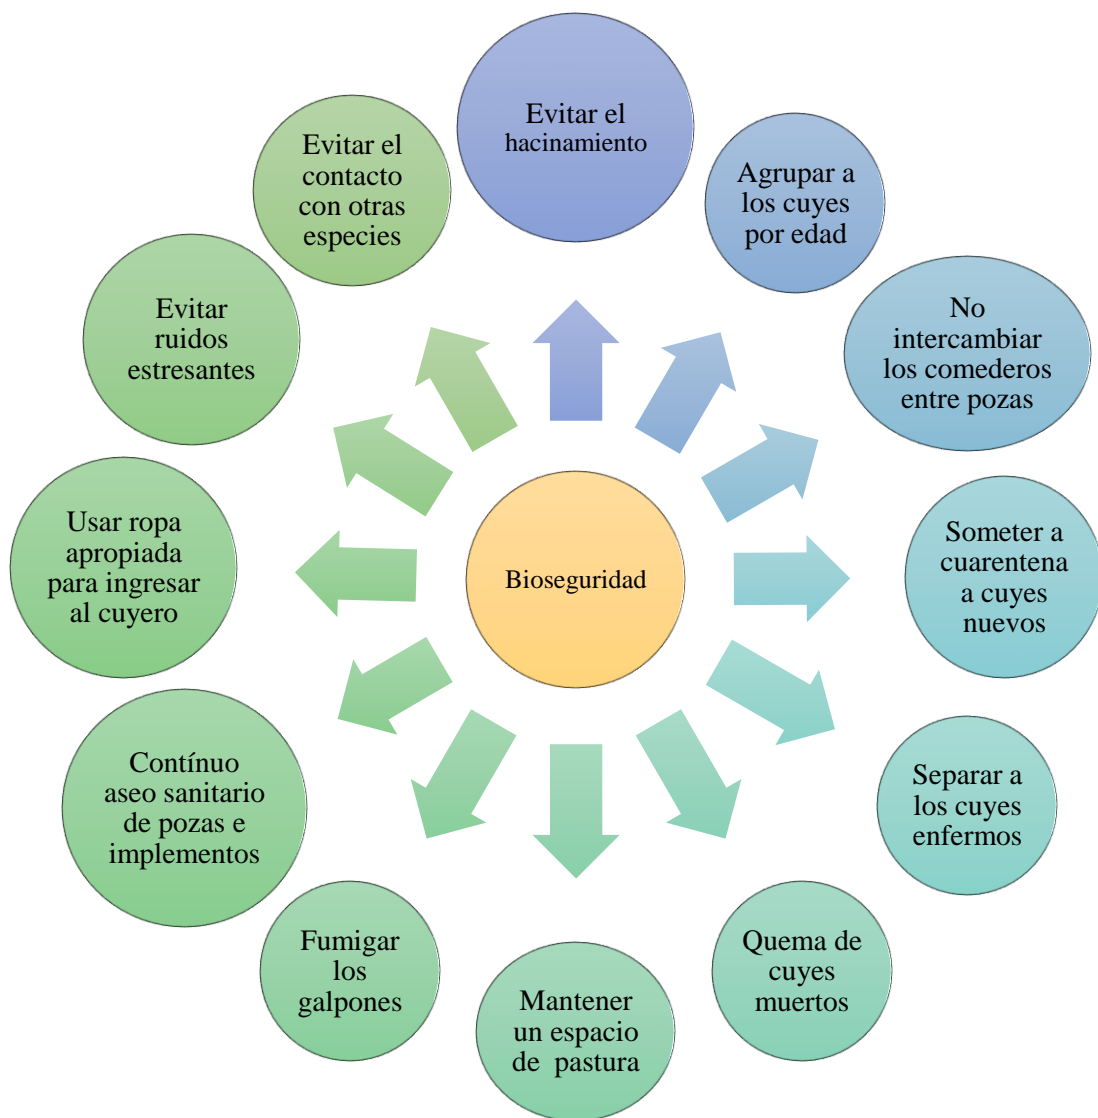 Evitar el
hacinamiento
Agrupar a
los cuyes
por edad
No
intercambiar
los comederos
entre pozas
Someter a
cuarentena
a cuyes
nuevos
Separar a
los cuyes
enfermos
Quema de
cuyes
muertos
Mantener
un espacio
de pastura
Fumigar
los
galpones
Contínuo
aseo sanitario
de pozas e
implementos
Usar ropa
apropiada
para ingresar
al cuyero
Evitar
ruidos
estresantes
Evitar el
contacto
con otras
especies
Bioseguridad